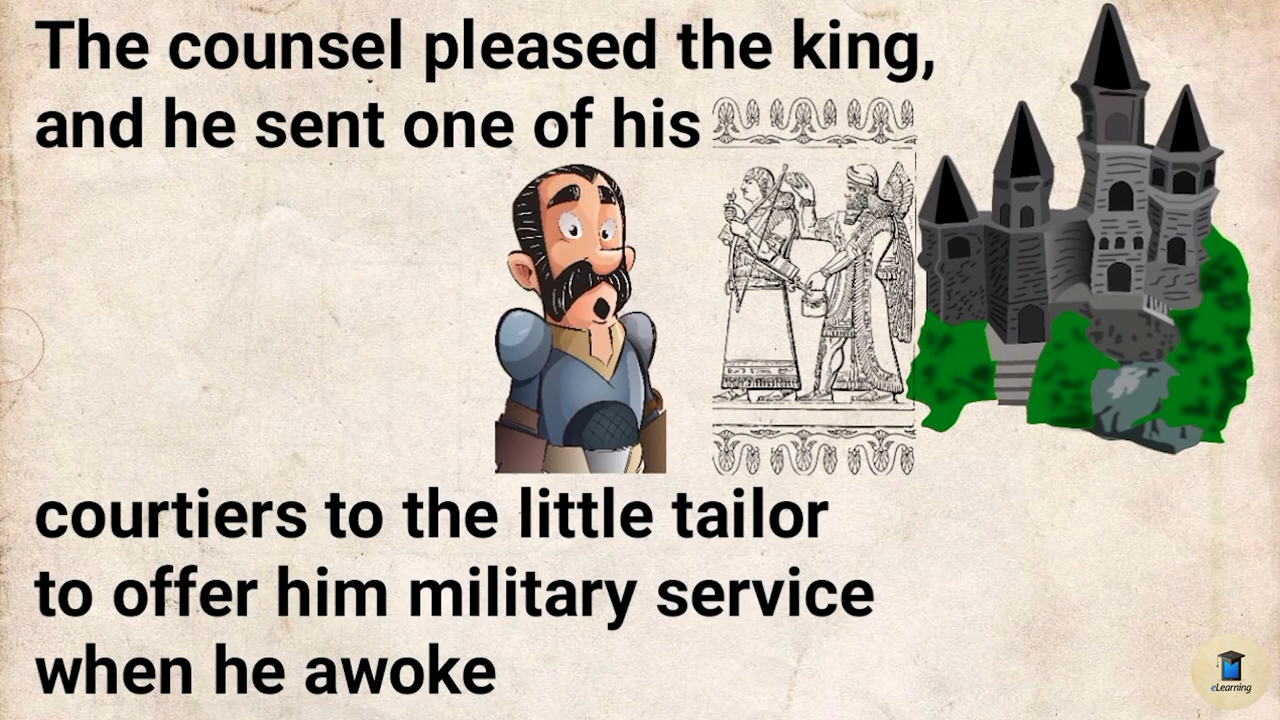 The counsel pleased the king,
and he sent one of his
courtiers to the little tailor
to offer him military service
when he awoke
eLearning